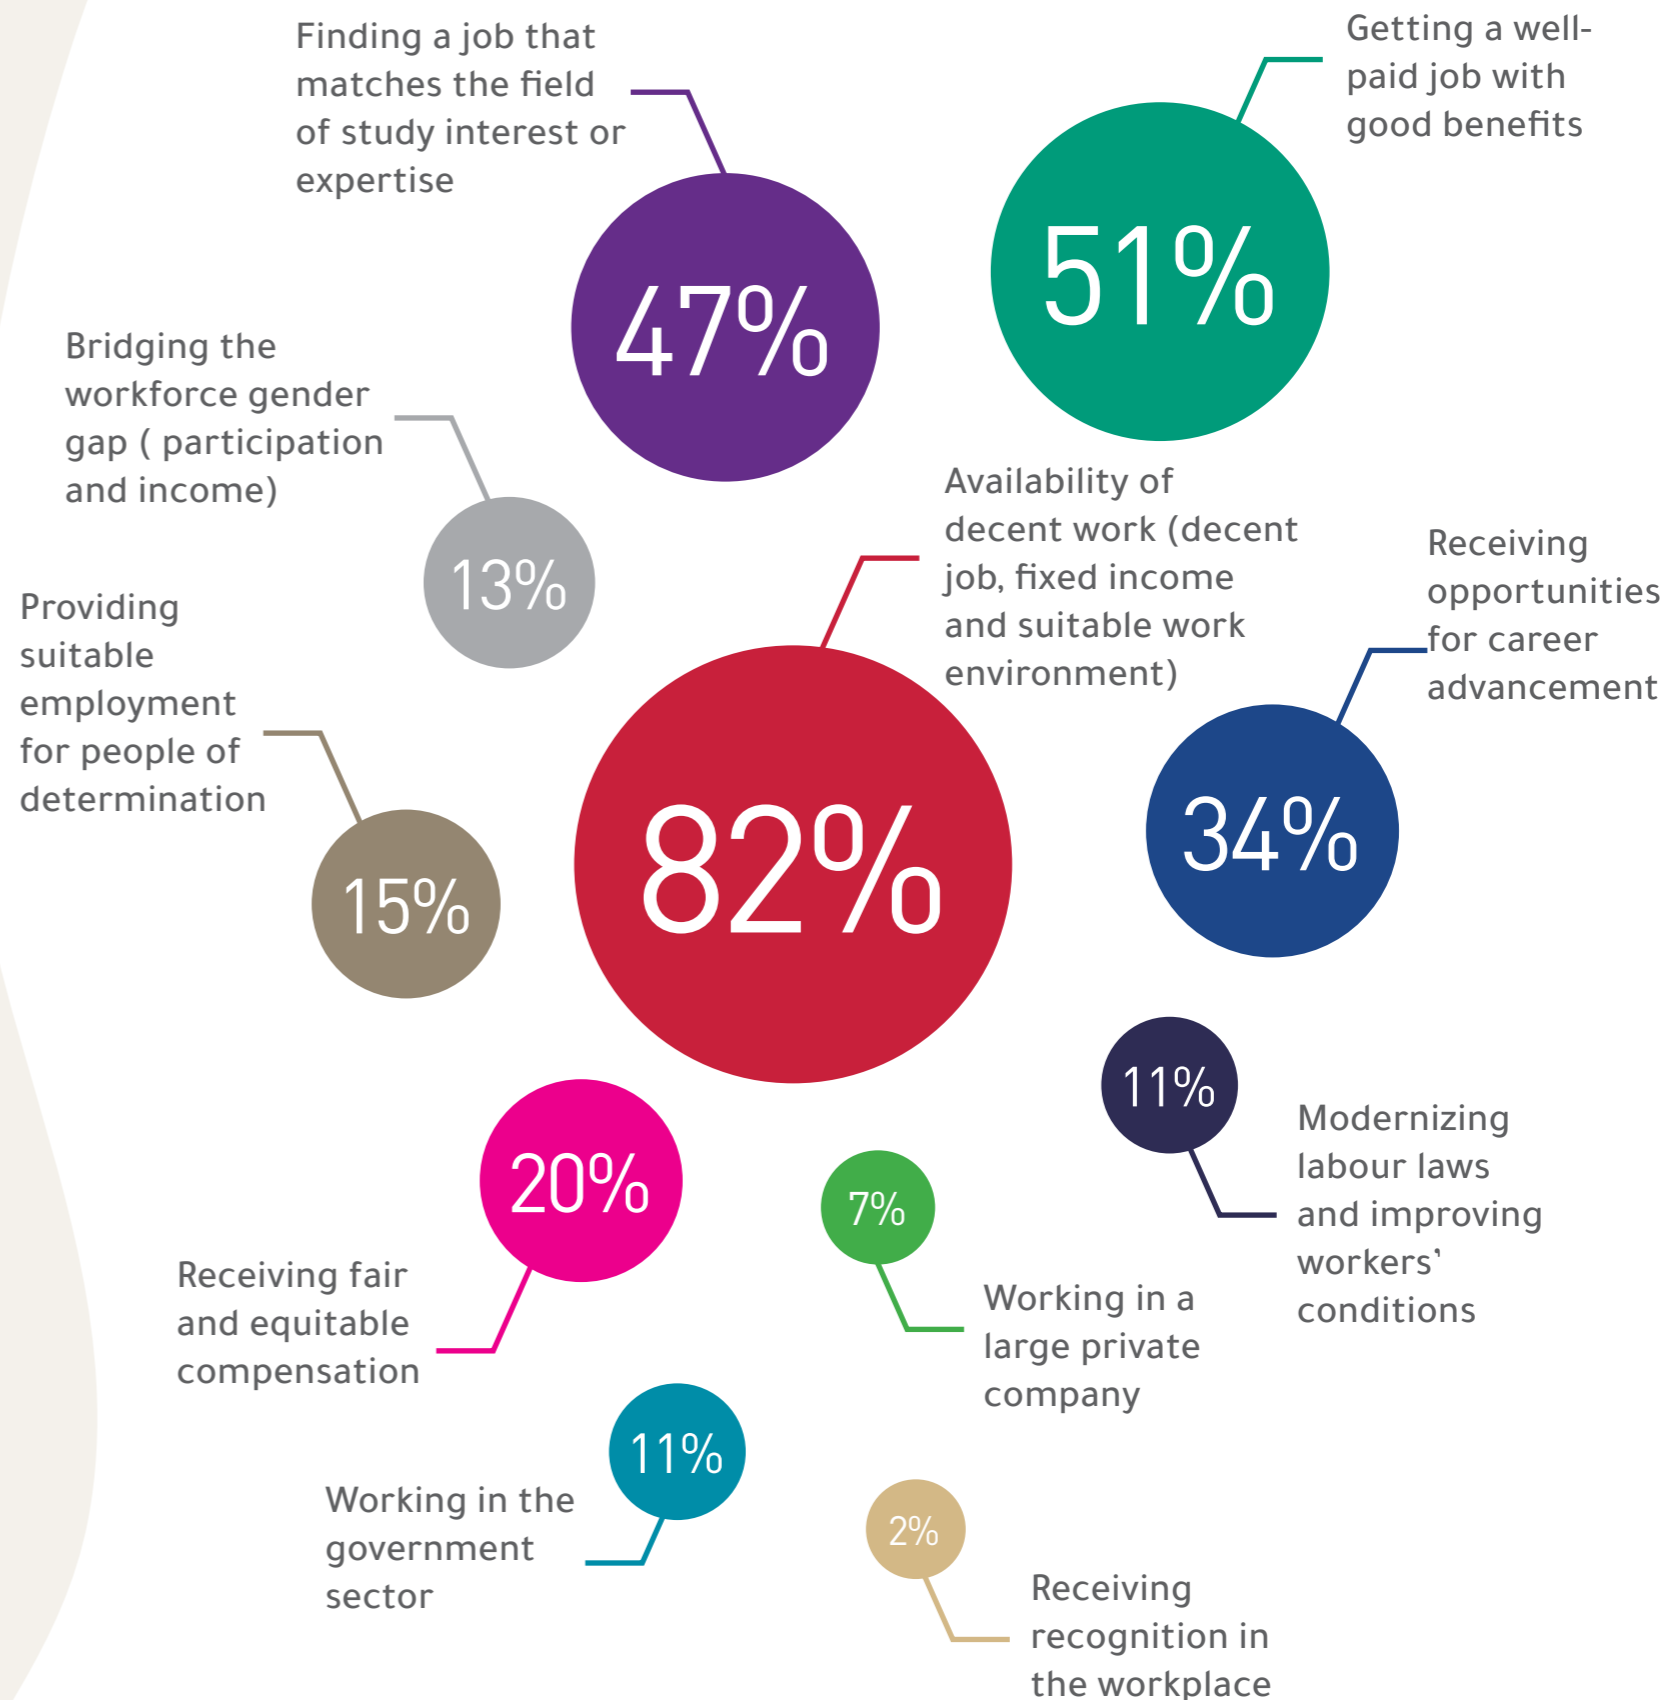 Finding a job that
matches the field
of study interest or
expertise
47%
Getting a well-
paid job with
good benefits
51%
Bridging the
workforce gender
gap ( participation
and income)
13%
Availability of
decent work (decent
job, fixed income
and suitable work
environment)
82%
Receiving
opportunities
for career
advancement
34%
Providing
suitable
employment
for people of
determination
15%
11%
Modernizing
labour laws
and improving
workers'
conditions
20%
Receiving fair
and equitable
compensation
7%
Working in a
large private
company
11%
Working in the
government
sector
2%
Receiving
recognition in
the workplace